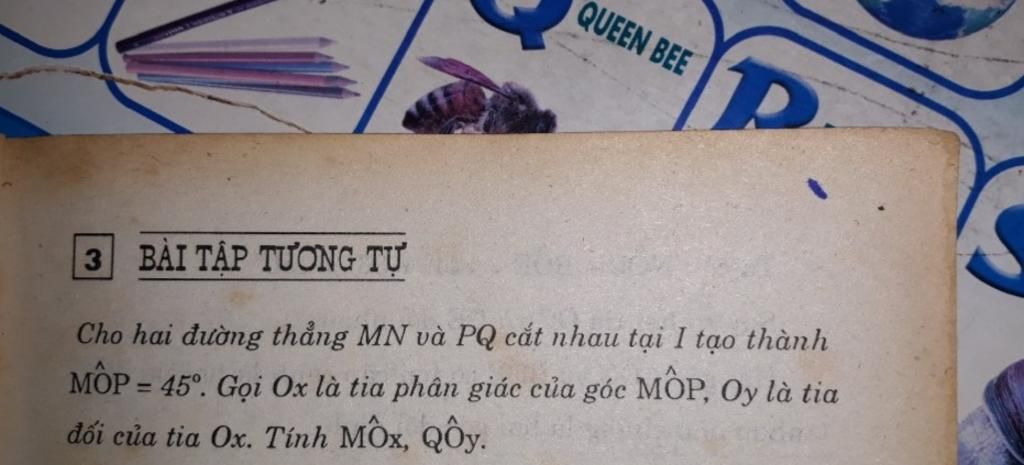 Q
QUEEN BEE
3 BÀI TẬP TƯƠNG TỰ
Cho hai đường thẳng MN và PQ cắt nhau tại I tạo thành
MÔP = 45°. Gọi Ox là tia phân giác của góc MÔP, Oy là tia
đối của tia Ox. Tính MÔx, QÔy.